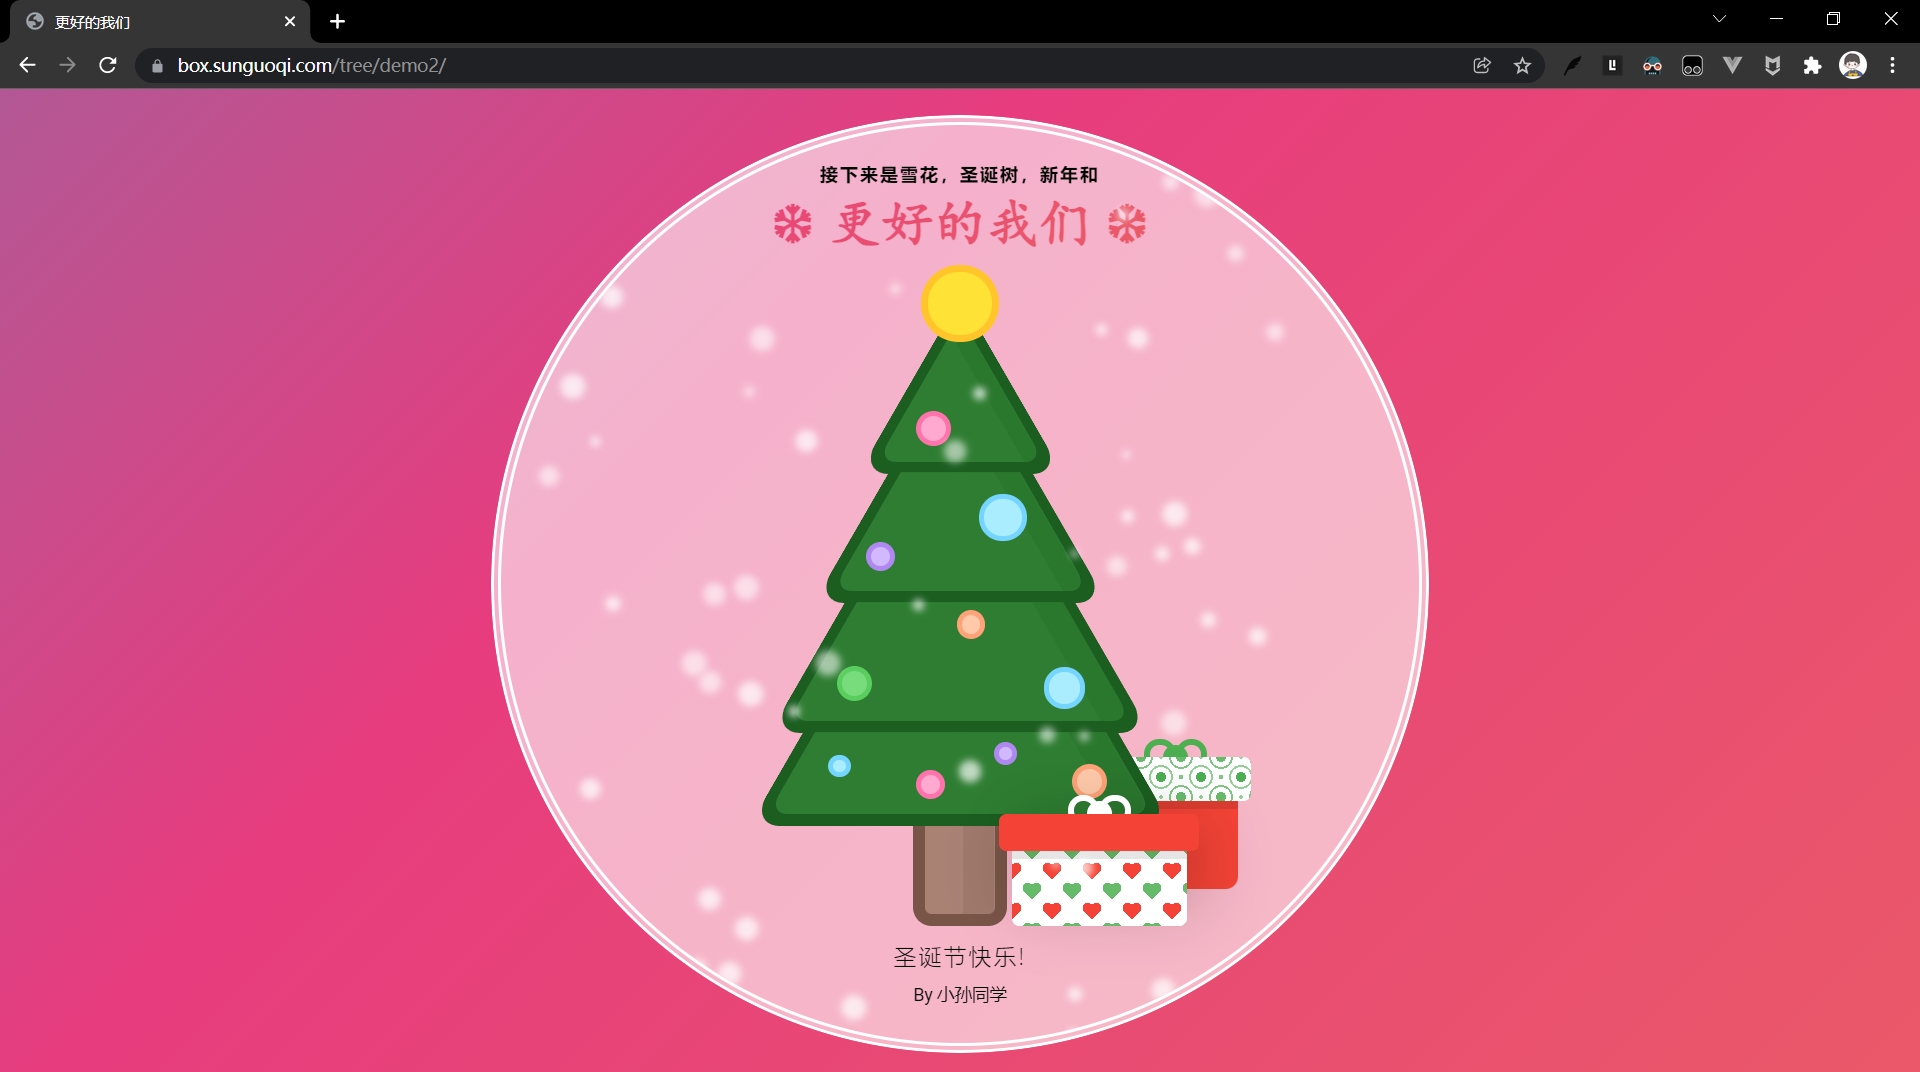 更好的我们
box.sunguoqi.com/tree/demo2/
接下来是雪花，圣诞树，新年和
❄ 更好的我们 ❄
圣诞节快乐!
By 小孙同学